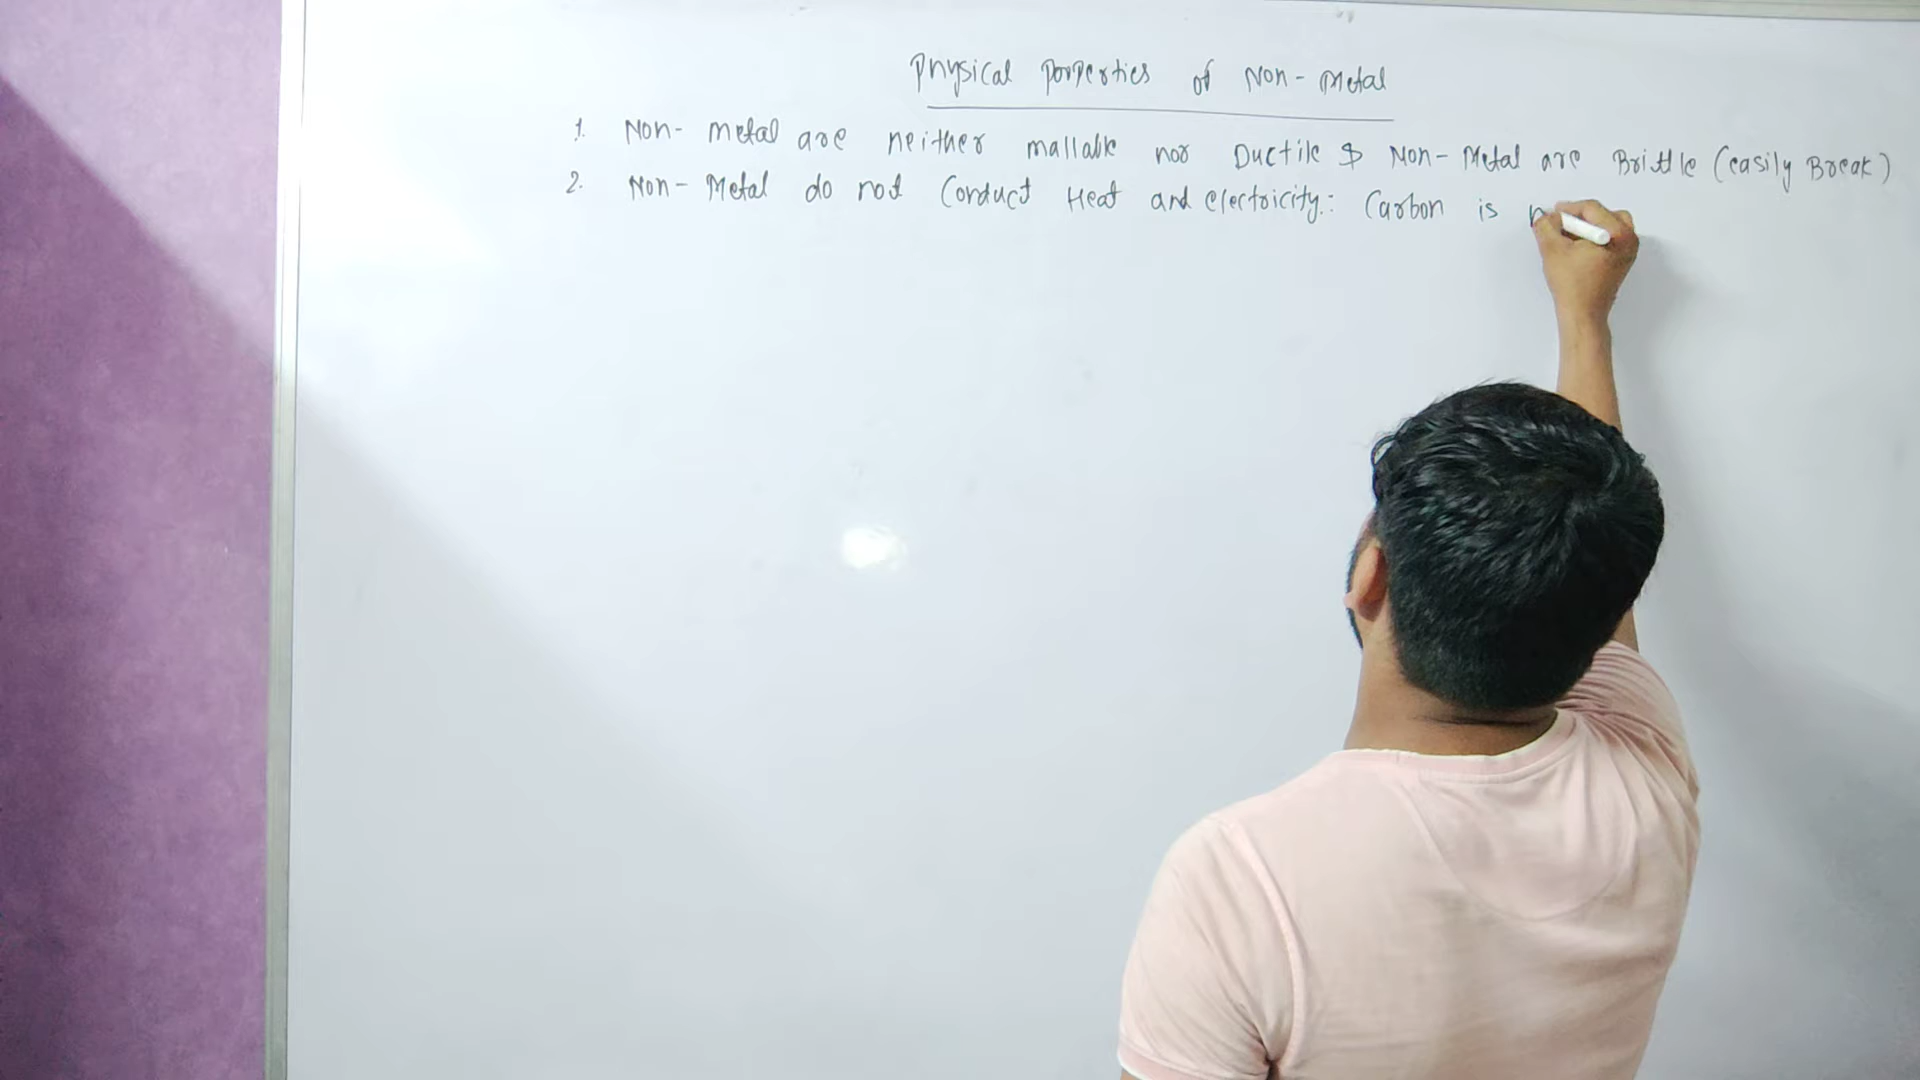 Physical Porperties of Non-Metal
1. Non-metal are neither mallable nor Ductile & Non-Metal are Brittle (easily Break)
2. Non-Metal do not Conduct Heat and electricity: Carbon is